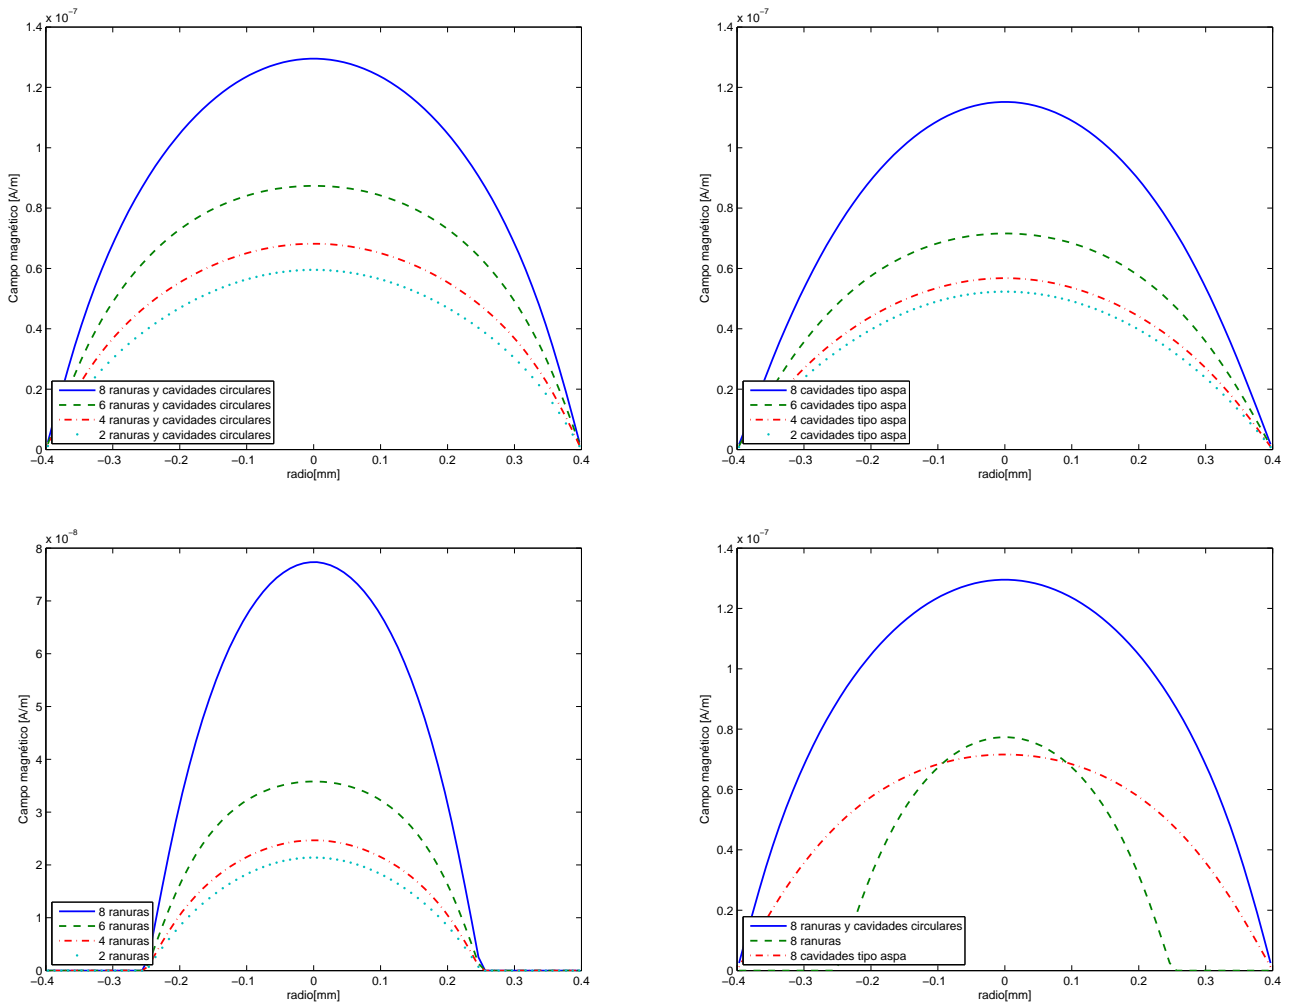 x 10⁻⁷
1.4
1.2
1
0.8
0.6
0.4
0.2
0
Campo magnético [A/m]
8 ranuras y cavidades circulares
6 ranuras y cavidades circulares
4 ranuras y cavidades circulares
2 ranuras y cavidades circulares
−0.4 −0.3 −0.2 −0.1 0 0.1 0.2 0.3 0.4
radio[mm]
x 10⁻⁷
1.4
1.2
1
0.8
0.6
0.4
0.2
0
Campo magnético [A/m]
8 cavidades tipo aspa
6 cavidades tipo aspa
4 cavidades tipo aspa
2 cavidades tipo aspa
−0.4 −0.3 −0.2 −0.1 0 0.1 0.2 0.3 0.4
radio[mm]
x 10⁻⁸
8
7
6
5
4
3
2
1
0
Campo magnético [A/m]
8 ranuras
6 ranuras
4 ranuras
2 ranuras
−0.4 −0.3 −0.2 −0.1 0 0.1 0.2 0.3 0.4
radio[mm]
x 10⁻⁷
1.4
1.2
1
0.8
0.6
0.4
0.2
0
Campo magnético [A/m]
8 ranuras y cavidades circulares
8 ranuras
8 cavidades tipo aspa
−0.4 −0.3 −0.2 −0.1 0 0.1 0.2 0.3 0.4
radio[mm]